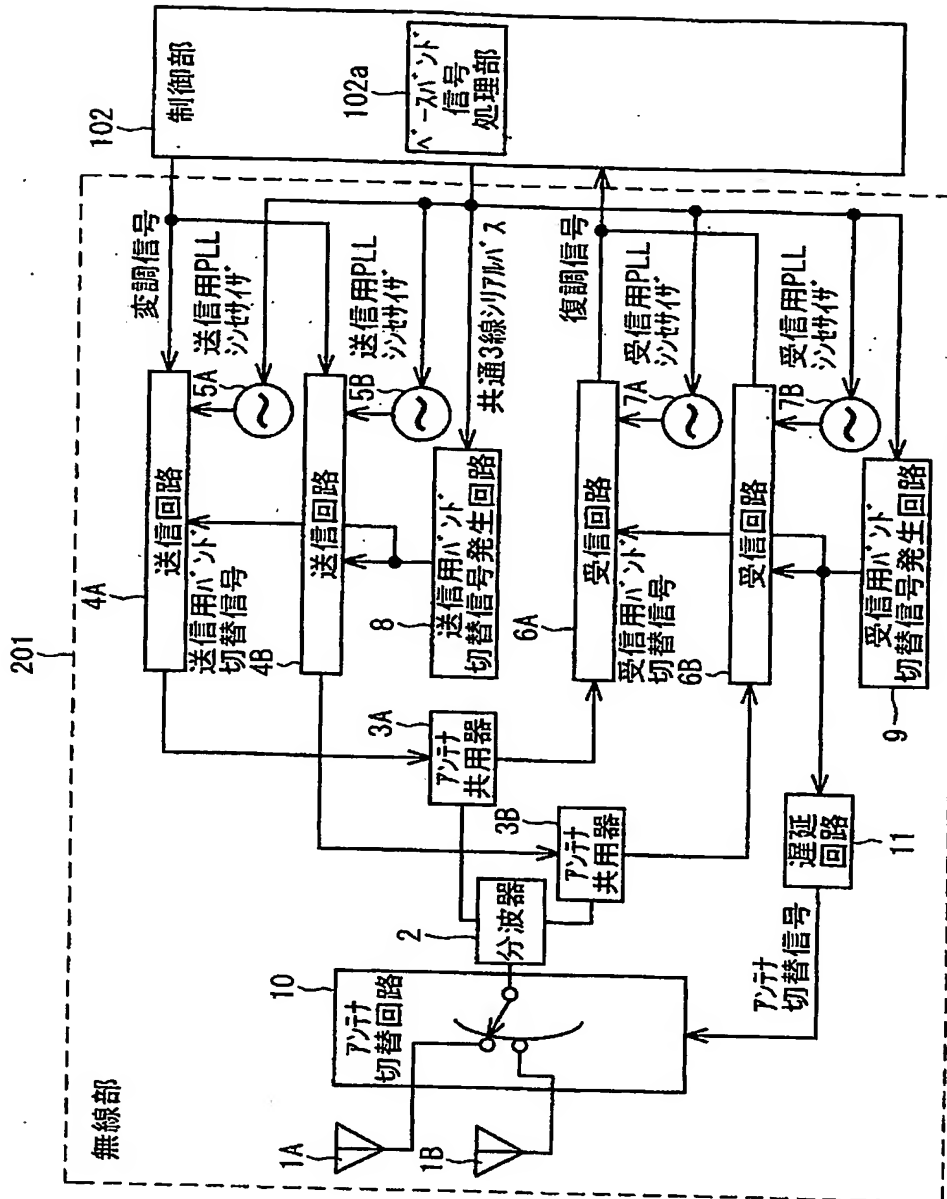 201
無線部
102
制御部
102a
ベースバンド
信号
処理部
変調信号
4A
送信回路
送信用PLL
シンセサイザ
5A
送信用バンド
切替信号
4B
送信回路
送信用PLL
シンセサイザ
5B
共通3線シリアルバス
8
送信用バンド
切替信号発生回路
3A
アンテナ
共用器
3B
アンテナ
共用器
2
分波器
10
アンテナ
切替回路
1A
1B
復調信号
6A
受信回路
受信用PLL
シンセサイザ
7A
受信用バンド
切替信号
6B
受信回路
受信用PLL
シンセサイザ
7B
9
受信用バンド
切替信号発生回路
遅延
回路
11
アンテナ
切替信号